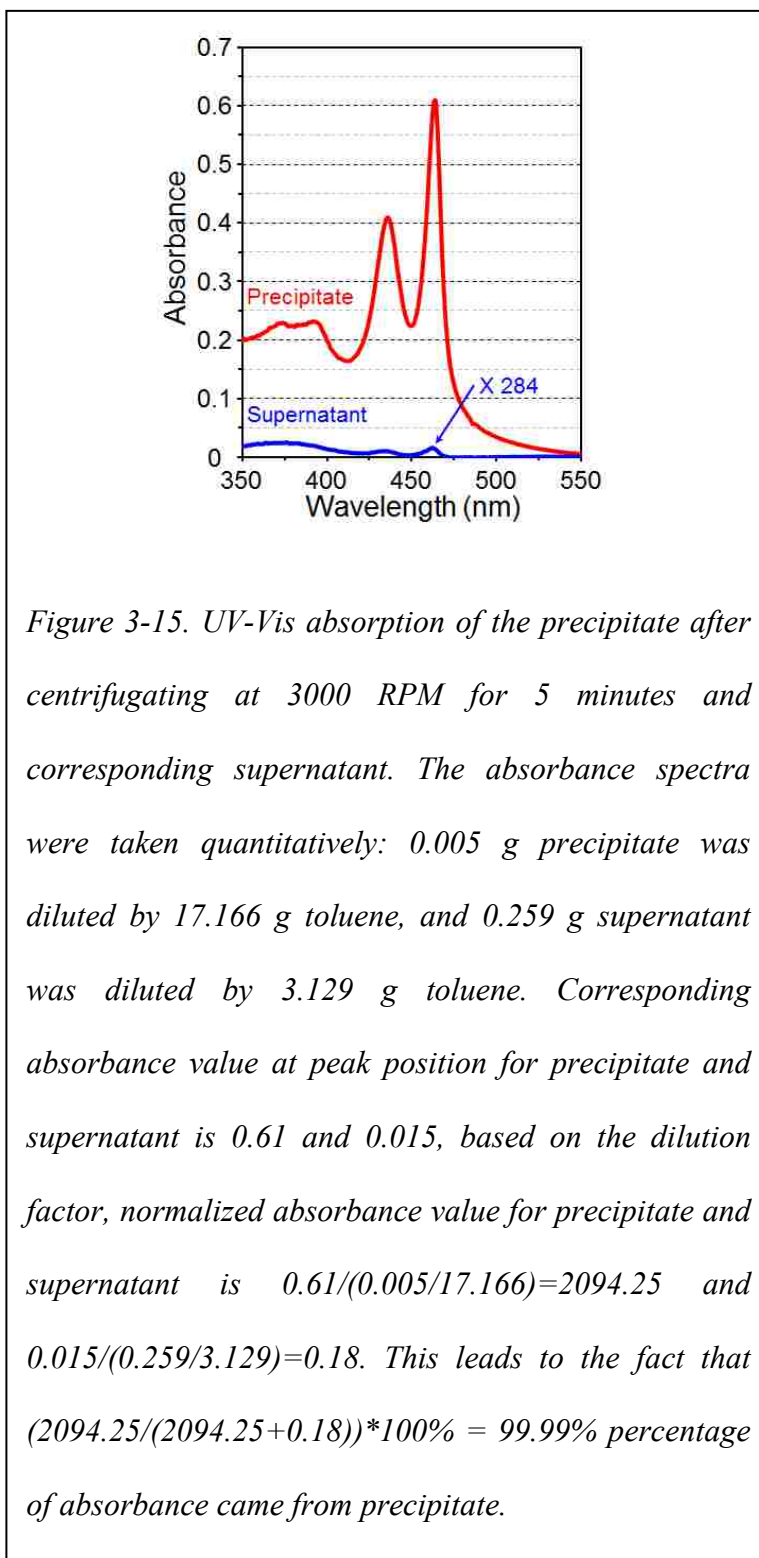 0.7
0.6
0.5
0.4
0.3
0.2
0.1
0
Absorbance
Precipitate
Supernatant
X 284
350 400 450 500 550
Wavelength (nm)
Figure 3-15. UV-Vis absorption of the precipitate after
centrifugating at 3000 RPM for 5 minutes and
corresponding supernatant. The absorbance spectra
were taken quantitatively: 0.005 g precipitate was
diluted by 17.166 g toluene, and 0.259 g supernatant
was diluted by 3.129 g toluene. Corresponding
absorbance value at peak position for precipitate and
supernatant is 0.61 and 0.015, based on the dilution
factor, normalized absorbance value for precipitate and
supernatant is 0.61/(0.005/17.166)=2094.25 and
0.015/(0.259/3.129)=0.18. This leads to the fact that
(2094.25/(2094.25+0.18))*100% = 99.99% percentage
of absorbance came from precipitate.